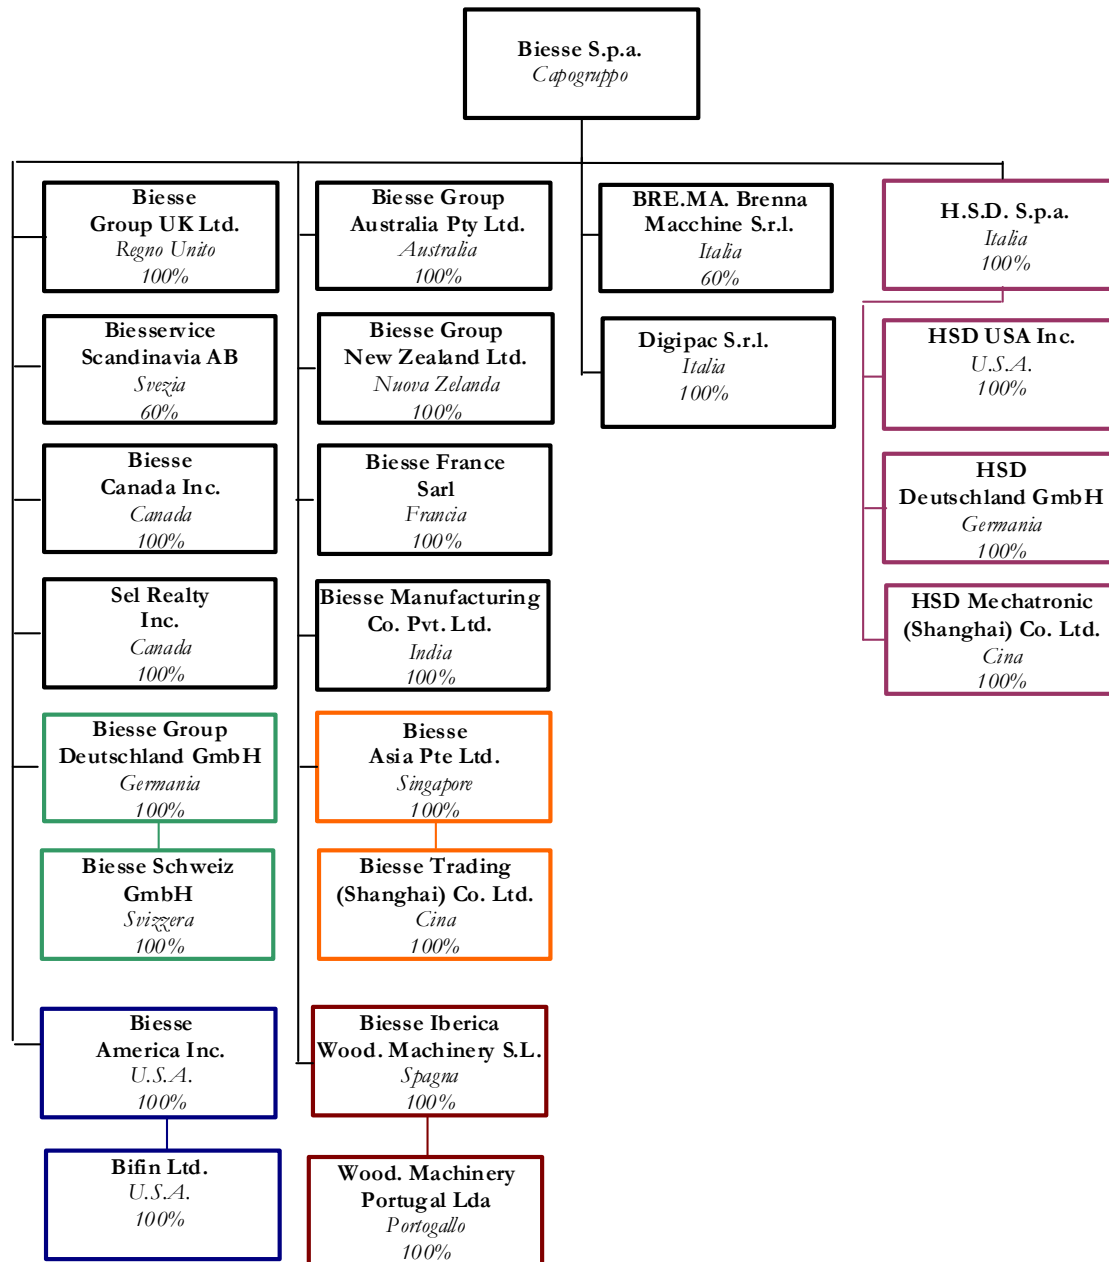 Biesse S.p.a.
Capogruppo
Biesse
Group UK Ltd.
Regno Unito
100%
Biesse Group
Australia Pty Ltd.
Australia
100%
BRE.MA. Brenna
Macchine S.r.l.
Italia
60%
H.S.D. S.p.a.
Italia
100%
Biesservice
Scandinavia AB
Svezia
60%
Biesse Group
New Zealand Ltd.
Nuova Zelanda
100%
Digipac S.r.l.
Italia
100%
HSD USA Inc.
U.S.A.
100%
Biesse
Canada Inc.
Canada
100%
Biesse France
Sarl
Francia
100%
HSD
Deutschland GmbH
Germania
100%
Sel Realty
Inc.
Canada
100%
Biesse Manufacturing
Co. Pvt. Ltd.
India
100%
HSD Mechatronic
(Shanghai) Co. Ltd.
Cina
100%
Biesse Group
Deutschland GmbH
Germania
100%
Biesse
Asia Pte Ltd.
Singapore
100%
Biesse Schweiz
GmbH
Svizzera
100%
Biesse Trading
(Shanghai) Co. Ltd.
Cina
100%
Biesse
America Inc.
U.S.A.
100%
Biesse Iberica
Wood. Machinery S.L.
Spagna
100%
Bifin Ltd.
U.S.A.
100%
Wood. Machinery
Portugal Lda
Portogallo
100%